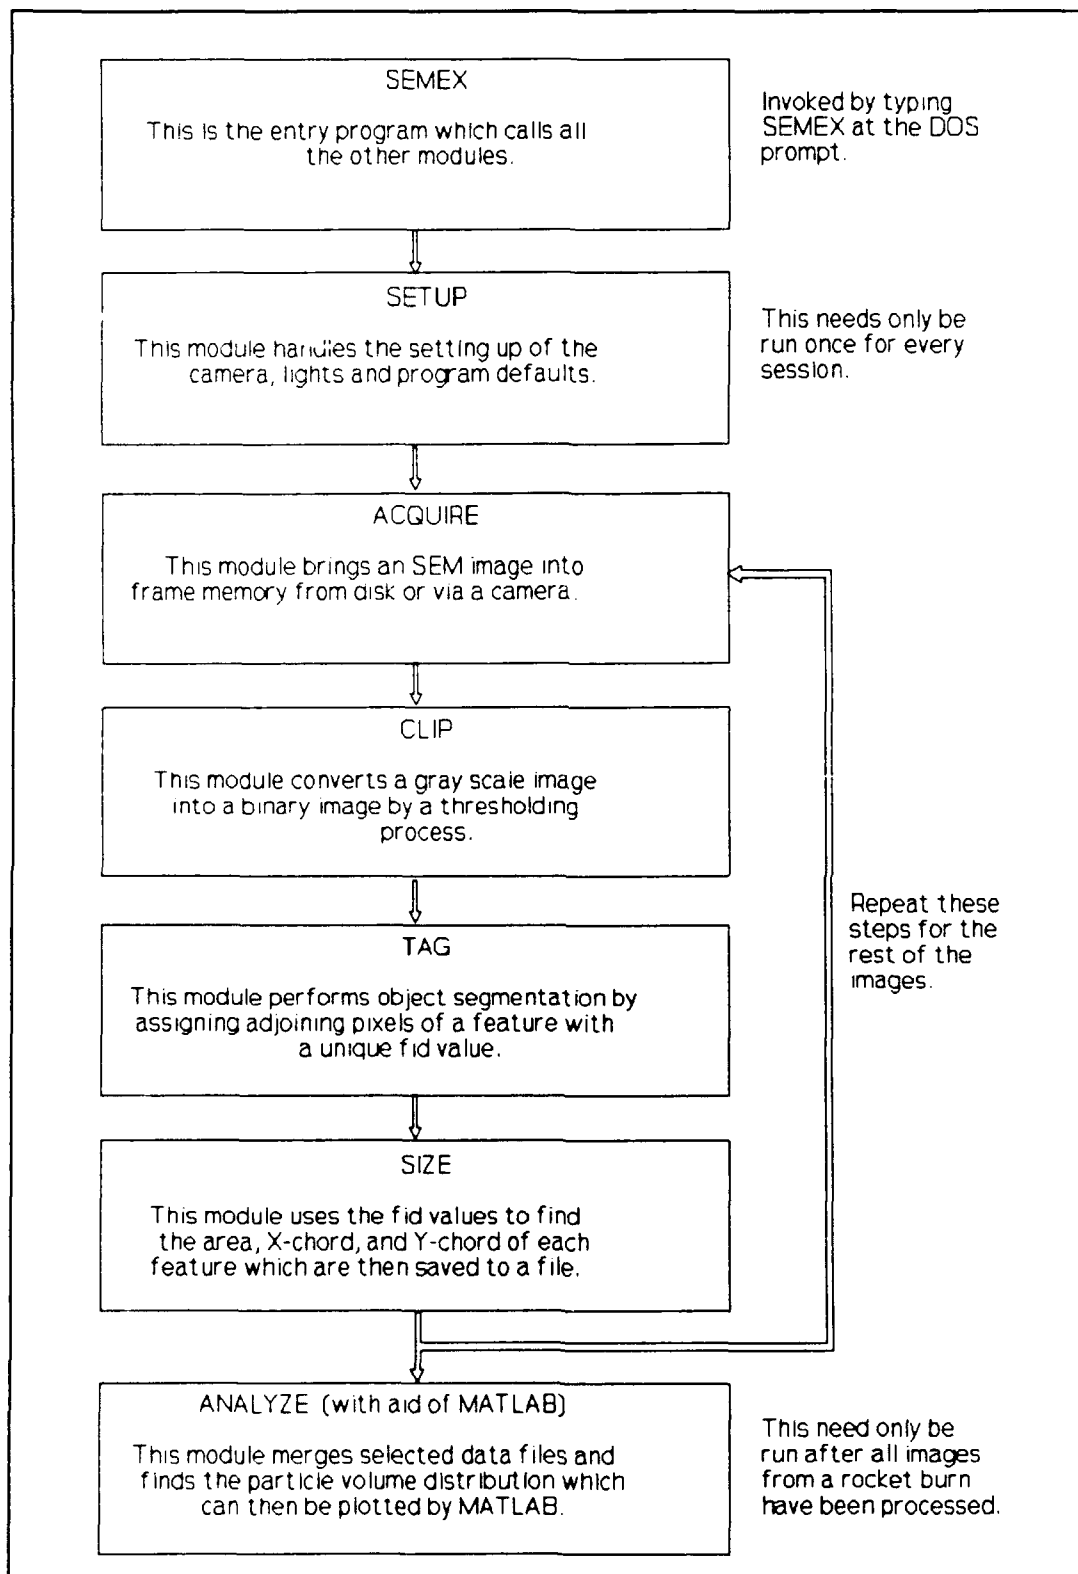 SEMEX
This is the entry program which calls all
the other modules.
Invoked by typing
SEMEX at the DOS
prompt.
SETUP
This module handles the setting up of the
camera, lights and program defaults.
This needs only be
run once for every
session.
ACQUIRE
This module brings an SEM image into
frame memory from disk or via a camera.
CLIP
This module converts a gray scale image
into a binary image by a thresholding
process.
TAG
This module performs object segmentation by
assigning adjoining pixels of a feature with
a unique fid value.
Repeat these
steps for the
rest of the
images.
SIZE
This module uses the fid values to find
the area, X-chord, and Y-chord of each
feature which are then saved to a file.
ANALYZE (with aid of MATLAB)
This module merges selected data files and
finds the particle volume distribution which
can then be plotted by MATLAB.
This need only be
run after all images
from a rocket burn
have been processed.